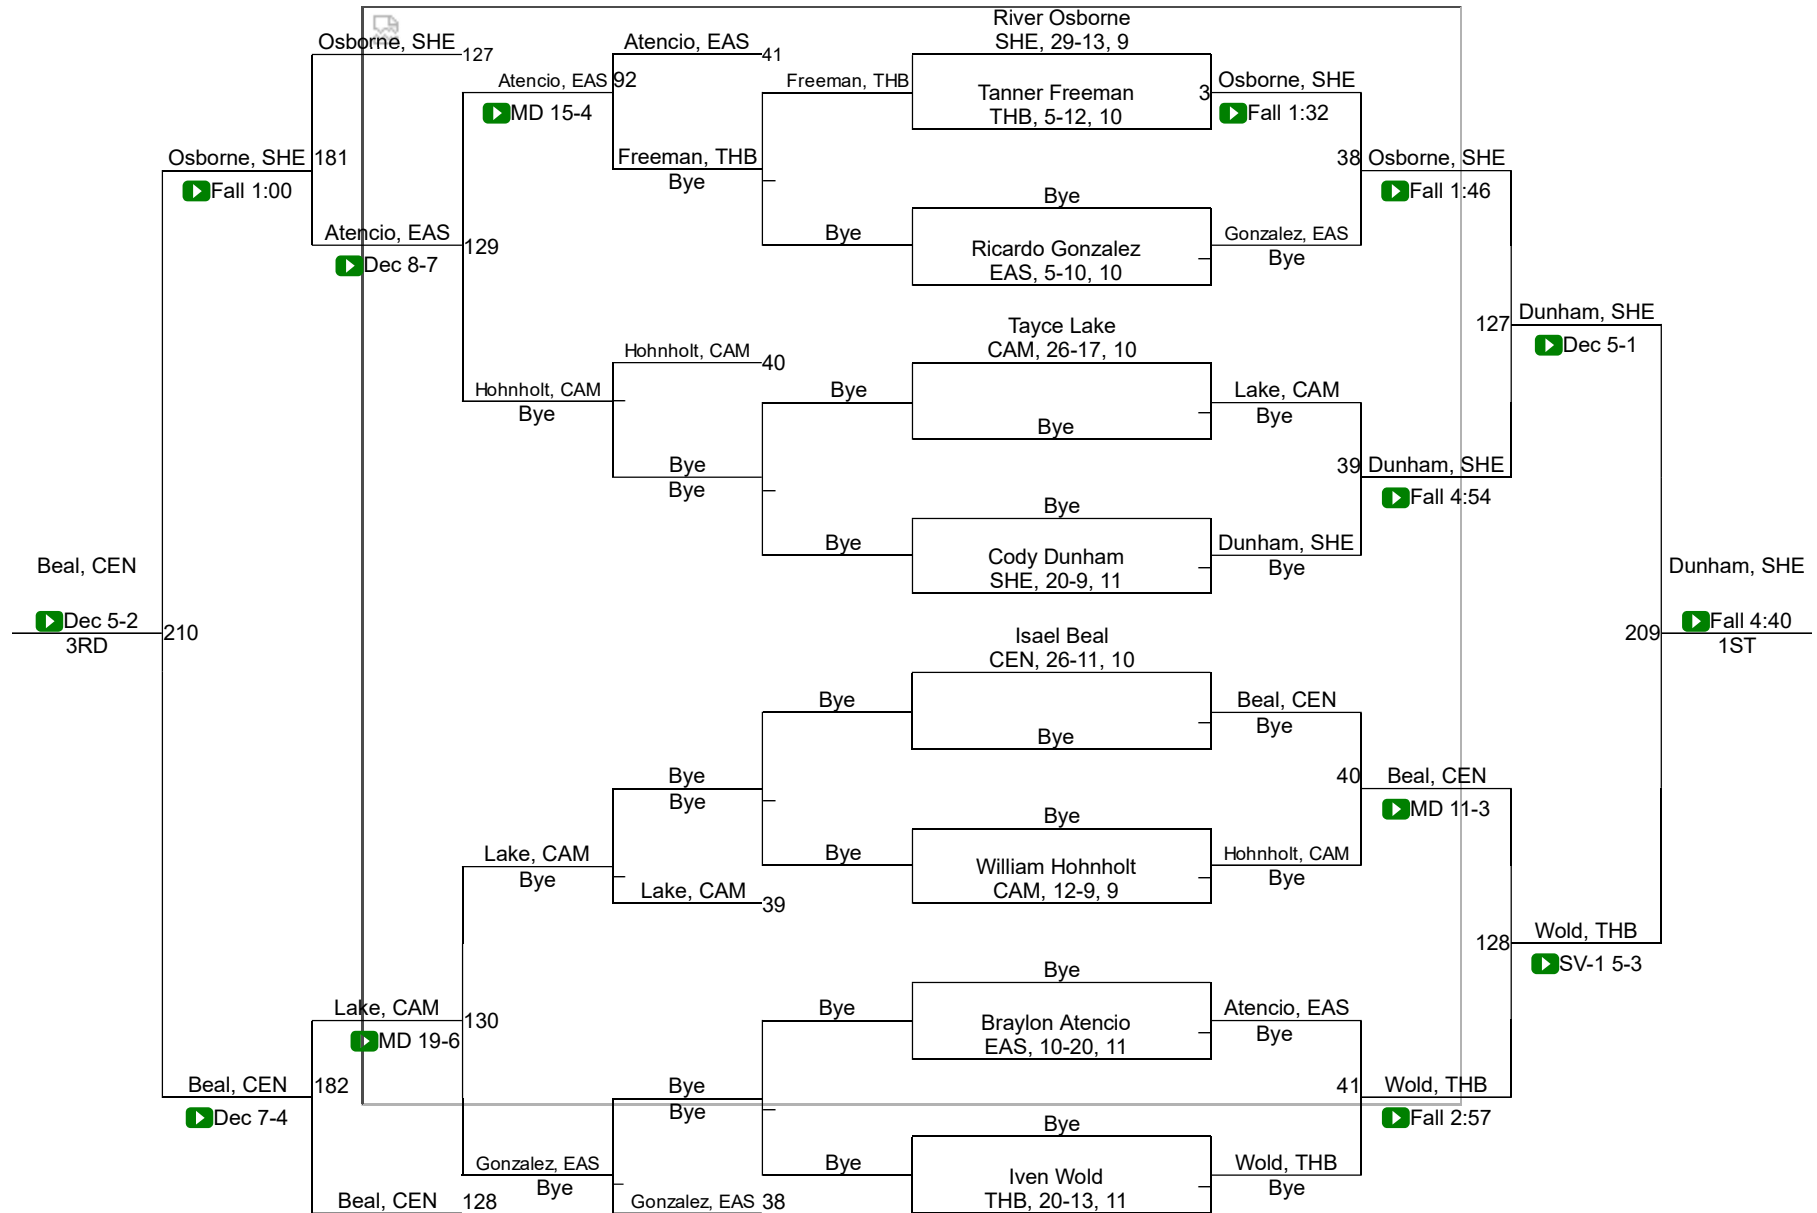 River Osborne
SHE, 29-13, 9
Osborne, SHE
127
Atencio, EAS
41
Atencio, EAS
92
MD 15-4
Freeman, THB
Tanner Freeman
THB, 5-12, 10
3
Osborne, SHE
Fall 1:32
Osborne, SHE
181
Fall 1:00
Freeman, THB
Bye
38
Osborne, SHE
Fall 1:46
Bye
Atencio, EAS
129
Dec 8-7
Bye
Ricardo Gonzalez
EAS, 5-10, 10
Gonzalez, EAS
Bye
Tayce Lake
CAM, 26-17, 10
127
Dunham, SHE
Dec 5-1
Hohnholt, CAM
40
Hohnholt, CAM
Bye
Bye
Bye
Lake, CAM
Bye
Bye
Bye
39
Dunham, SHE
Fall 4:54
Bye
Bye
Cody Dunham
SHE, 20-9, 11
Dunham, SHE
Bye
Beal, CEN
Dec 5-2
3RD
210
Dunham, SHE
209
Fall 4:40
1ST
Isael Beal
CEN, 26-11, 10
Bye
Bye
Beal, CEN
Bye
Bye
Bye
40
Beal, CEN
MD 11-3
Bye
Lake, CAM
Bye
Bye
William Hohnholt
CAM, 12-9, 9
Hohnholt, CAM
Bye
Lake, CAM
39
128
Wold, THB
SV-1 5-3
Bye
Lake, CAM
130
MD 19-6
Bye
Braylon Atencio
EAS, 10-20, 11
Atencio, EAS
Bye
Beal, CEN
182
Dec 7-4
Bye
Bye
41
Wold, THB
Fall 2:57
Bye
Gonzalez, EAS
Bye
Bye
Iven Wold
THB, 20-13, 11
Wold, THB
Bye
Beal, CEN
128
Gonzalez, EAS
38